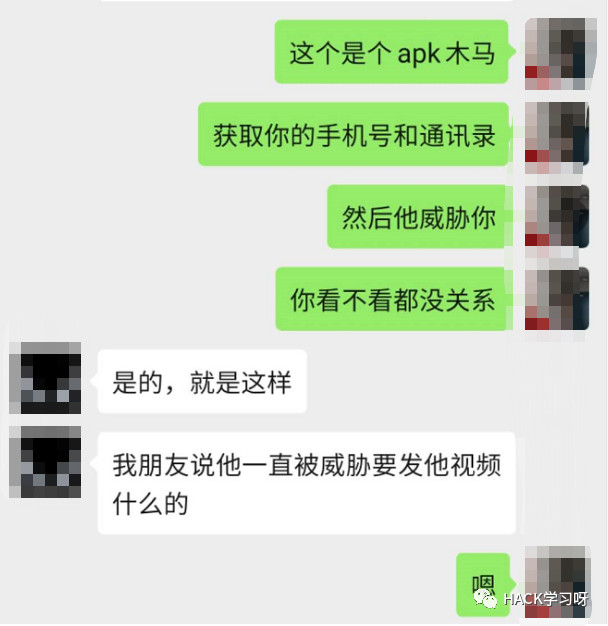 这个是个apk木马
获取你的手机号和通讯录
然后他威胁你
你看不看都没关系
是的，就是这样
我朋友说他一直被威胁要发他视频
什么的
嗯
HACK学习呀